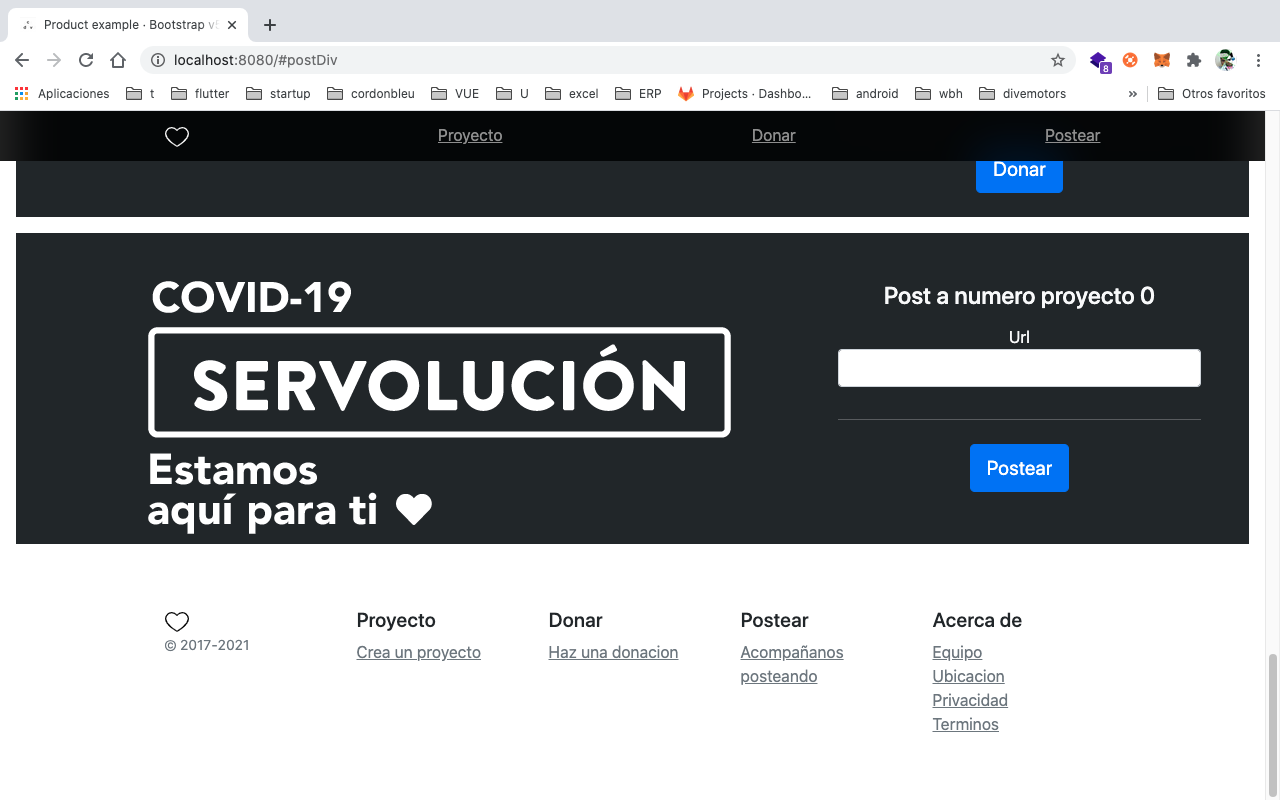 Product example · Bootstrap v5
localhost:8080/#postDiv
8
Aplicaciones t flutter startup cordonbleu VUE U excel ERP Projects · Dashbo... android wbh divemotors » Otros favoritos
Proyecto Donar Postear
Donar
COVID-19
SERVOLUCIÓN
Estamos
aquí para ti
Post a numero proyecto 0
Url
Postear
© 2017-2021
Proyecto
Crea un proyecto
Donar
Haz una donacion
Postear
Acompañanos
posteando
Acerca de
Equipo
Ubicacion
Privacidad
Terminos